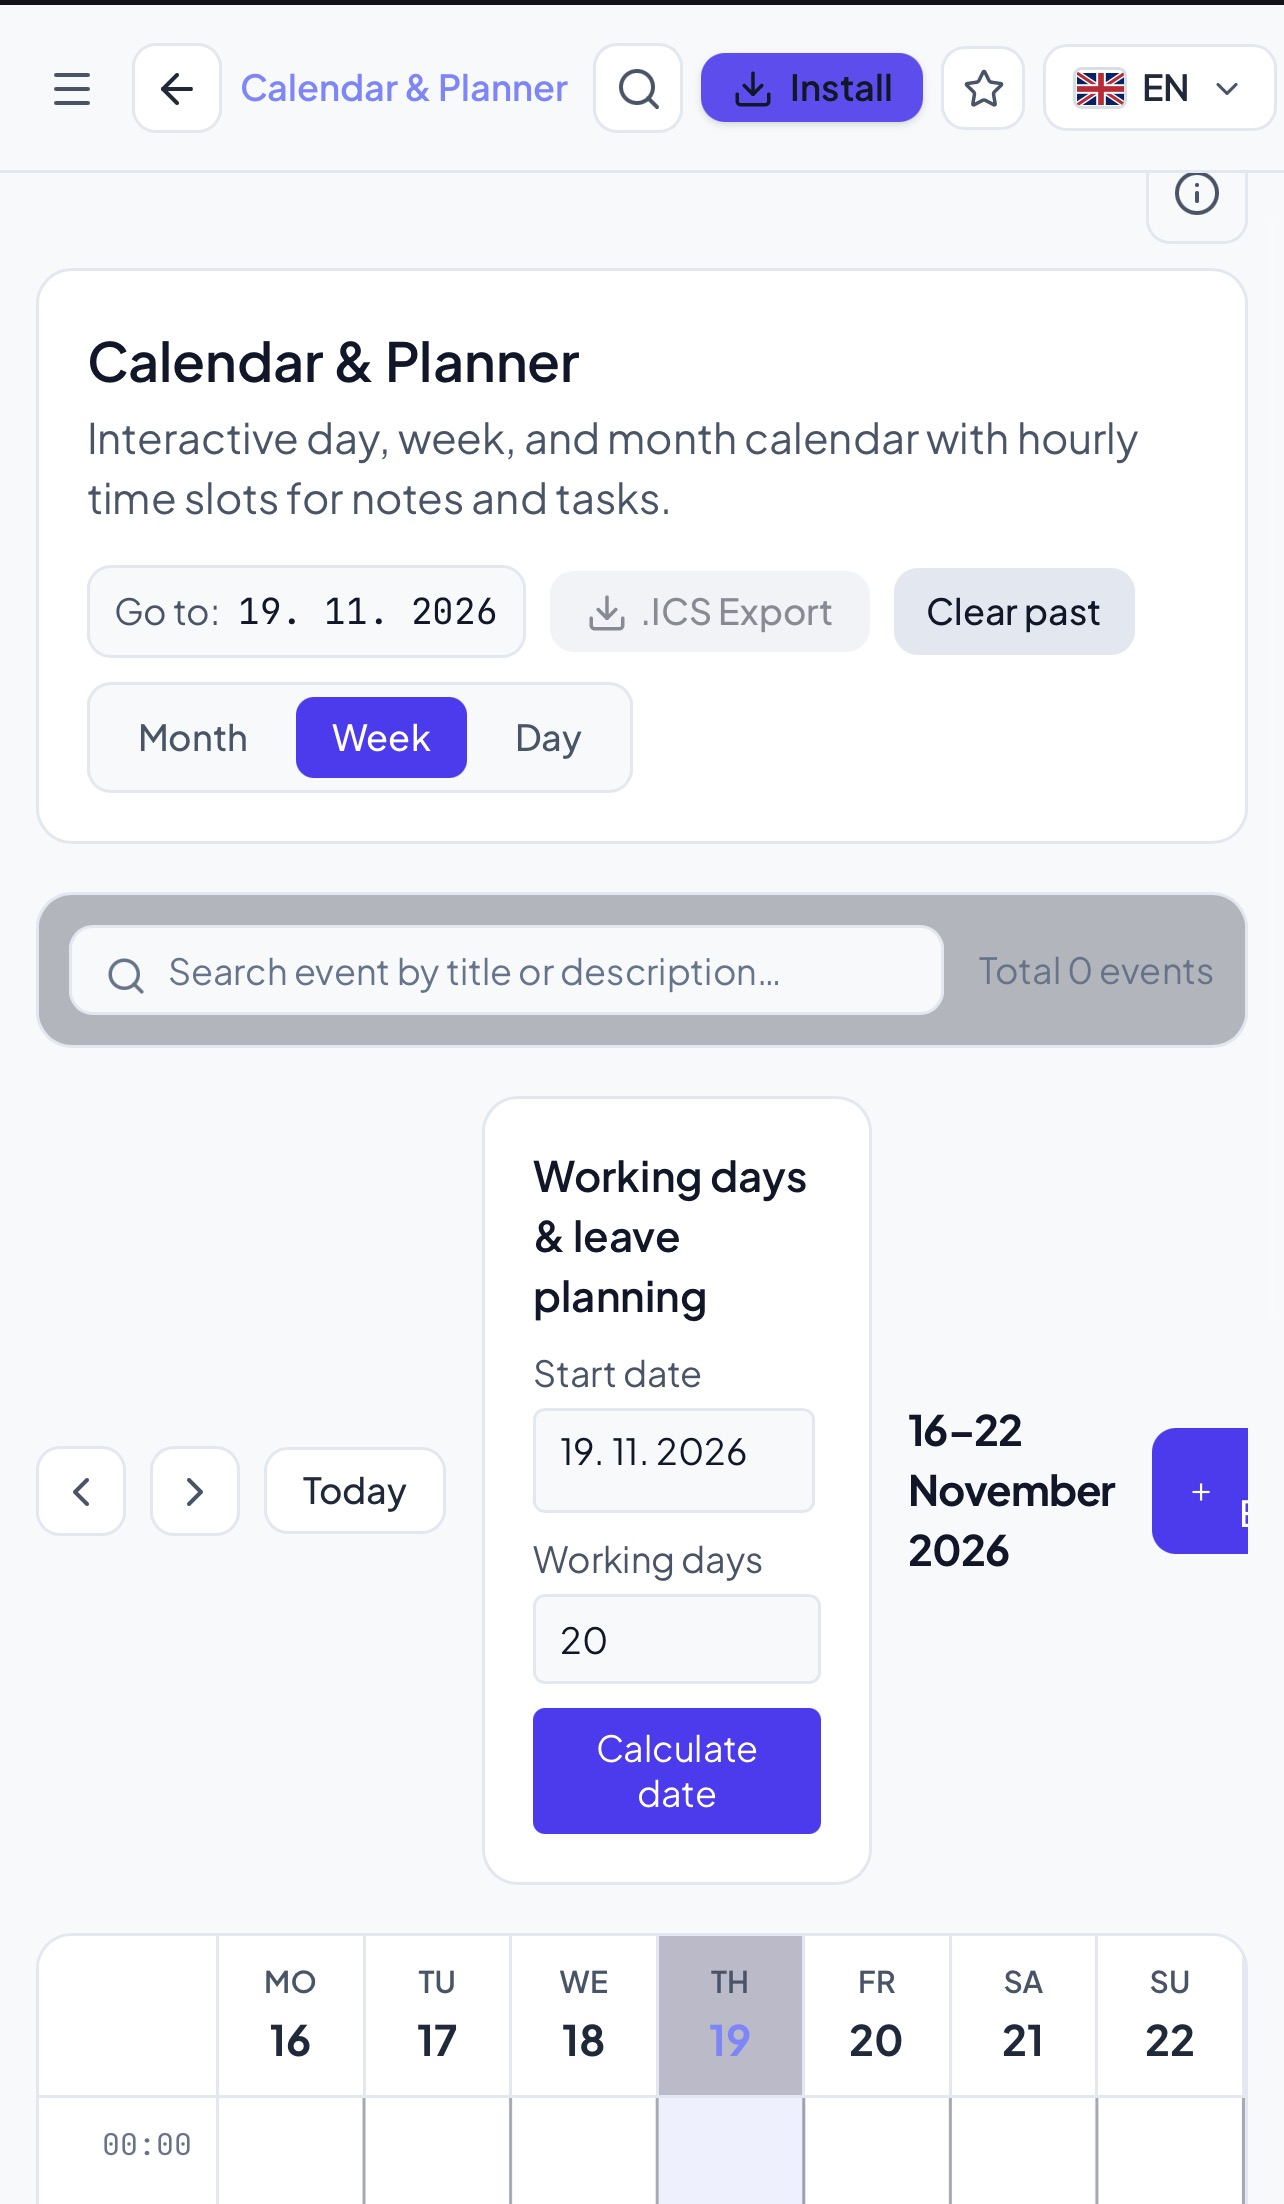 Calendar & Planner
Install
EN
Calendar & Planner
Interactive day, week, and month calendar with hourly
time slots for notes and tasks.
Go to: 19. 11. 2026
.ICS Export
Clear past
Month
Week
Day
Search event by title or description...
Total 0 events
Today
Working days
& leave
planning
Start date
19. 11. 2026
Working days
20
Calculate
date
16–22
November
2026
+
MO TU WE TH FR SA SU
16 17 18 19 20 21 22
00:00